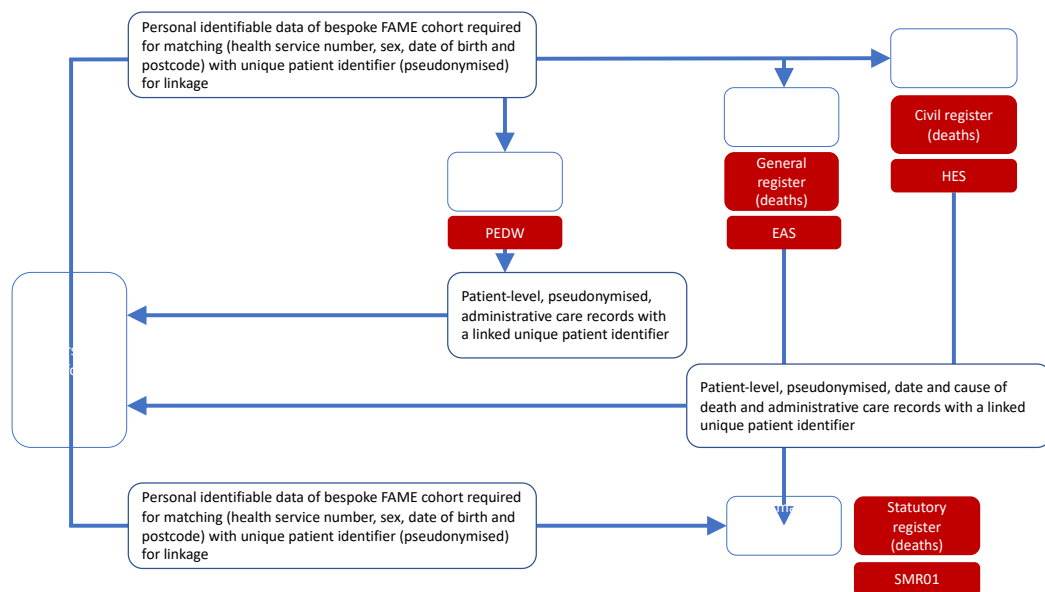 Personal identifiable data of bespoke FAME cohort required
for matching (health service number, sex, date of birth and
postcode) with unique patient identifier (pseudonymised)
for linkage
Civil register
(deaths)
HES
General
register
(deaths)
EAS
PEDW
Patient-level, pseudonymised,
administrative care records with
a linked unique patient identifier
Patient-level, pseudonymised, date and cause of
death and administrative care records with a linked
unique patient identifier
Personal identifiable data of bespoke FAME cohort required
for matching (health service number, sex, date of birth and
postcode) with unique patient identifier (pseudonymised)
for linkage
Statutory
register
(deaths)
SMR01